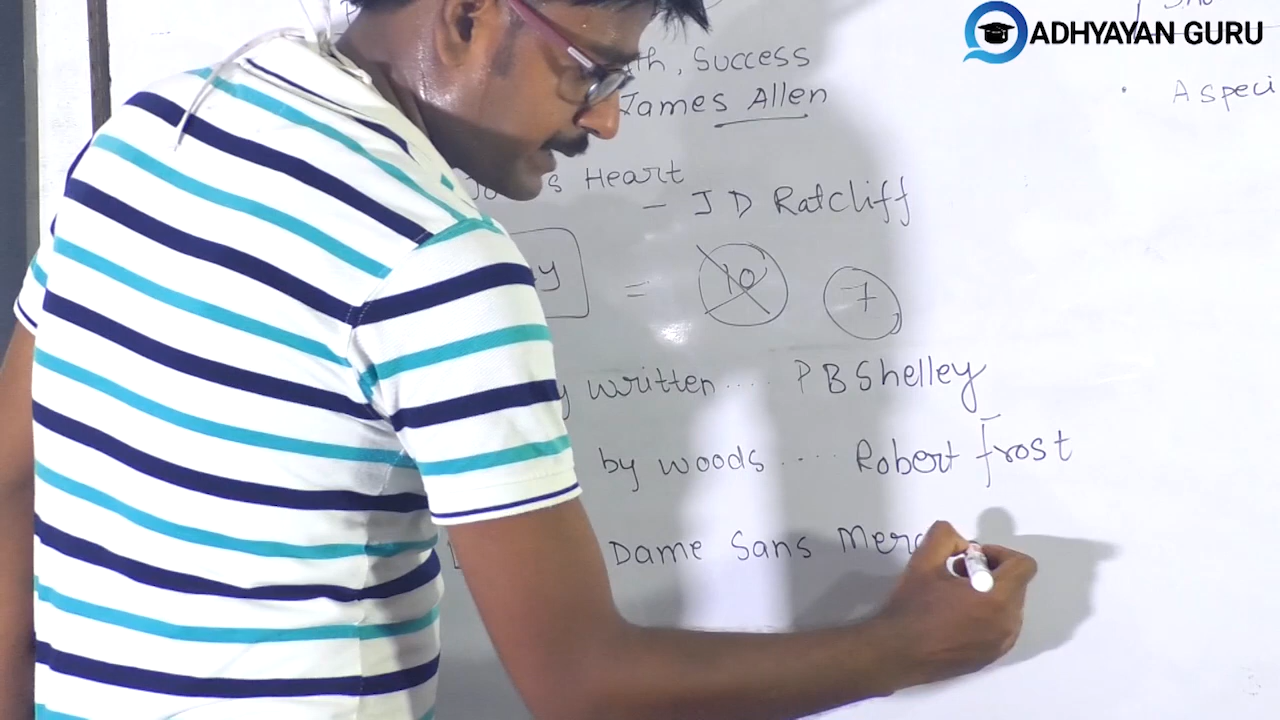 ADHYAYAN GURU
th, Success
James Allen
A speci
s Heart
- J D Ratcliff
y = 10 7
y written .... P B Shelley
by woods .... Robert Frost
Dame Sans Merc